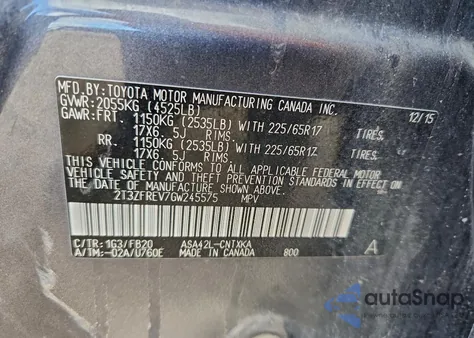 MFD.BY:TOYOTA MOTOR MANUFACTURING CANADA INC.
GVWR:2055KG (4525LB) 12/15
GAWR:FRT. 1150KG (2535LB) WITH 225/65R17 TIRES,
17X6. 5J RIMS,
RR. 1150KG (2535LB) WITH 225/65R17 TIRES,
17X6. 5J RIMS,
THIS VEHICLE CONFORMS TO ALL APPLICABLE FEDERAL MOTOR
VEHICLE SAFETY AND THEFT PREVENTION STANDARDS IN EFFECT ON
THE DATE OF MANUFACTURE SHOWN ABOVE.
2T3ZFREV7GW245575 MPV
C/TR:1G3/FB20 ASA42L-CNTXKA
A/TM:-02A/U760E MADE IN CANADA 800 A
autoSnap